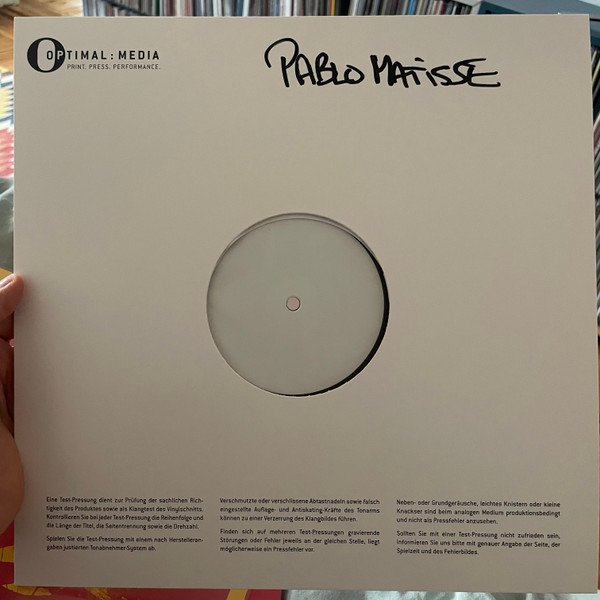 OPTIMAL : MEDIA
PRINT. PRESS. PERFORMANCE.
PABLO MATISSE
Eine Test-Pressung dient zur Prüfung der sachlichen Rich-
tigkeit des Produktes sowie als Klangtest des Vinylschnitts.
Kontrollieren Sie bei jeder Test-Pressung die Reihenfolge und
die Länge der Titel, die Seitentrennung sowie die Drehzahl.
Spielen Sie die Test-Pressung mit einem nach Herstelleran-
gaben justierten Tonabnehmer-System ab.
Verschmutzte oder verschlissene Abtastnadeln sowie falsch
eingestellte Auflage- und Antiskating-Kräfte des Tonarms
können zu einer Verzerrung des Klangbildes führen.
Finden sich auf mehreren Test-Pressungen gravierende
Störungen oder Fehler jeweils an der gleichen Stelle, liegt
möglicherweise ein Pressfehler vor.
Neben- oder Grundgeräusche, leichtes Knistern oder kleine
Knackser sind beim analogen Medium produktionsbedingt
und nicht als Pressfehler anzusehen.
Sollten Sie mit einer Test-Pressung nicht zufrieden sein,
informieren Sie uns bitte mit genauer Angabe der Seite, der
Spielzeit und des Fehlerbildes.